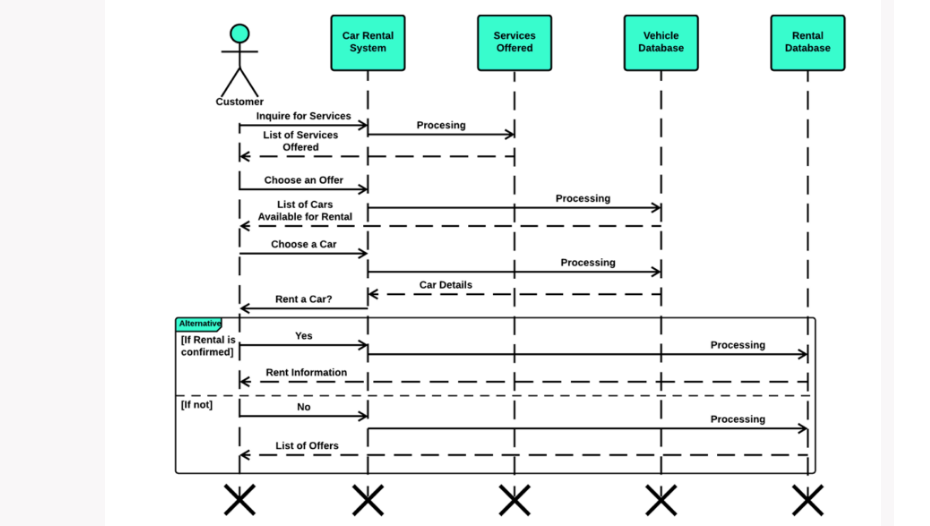 Car Rental
System
Services
Offered
Vehicle
Database
Rental
Database
Customer
Inquire for Services
Procesing
List of Services
Offered
Choose an Offer
Processing
List of Cars
Available for Rental
Choose a Car
Processing
Car Details
Rent a Car?
Alternative
[If Rental is
confirmed]
Yes
Processing
Rent Information
[If not]
No
Processing
List of Offers